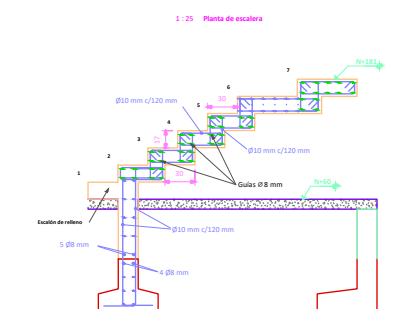 1 : 25 Planta de escalera
N=181
7
6
30
5
Ø10 mm c/120 mm
4
17
3
Ø10 mm c/120 mm
2
30
1
Guías Ø 8 mm
N=60
Escalón de relleno
Ø10 mm c/120 mm
5 Ø8 mm
4 Ø8 mm